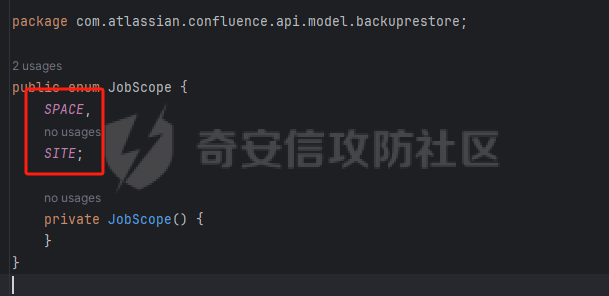 package com.atlassian.confluence.api.model.backuprestore;
2 usages
public enum JobScope {
SPACE,
no usages
SITE;
no usages
private JobScope() {
}
}
奇安信攻防社区